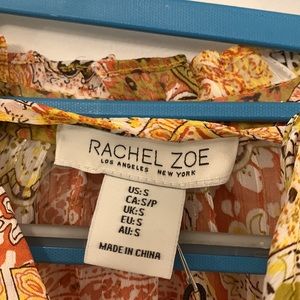 RACHEL ZOE
LOS ANGELES NEW YORK
US:S
CA:S/P
UK:S
EU:S
AU:S
MADE IN CHINA